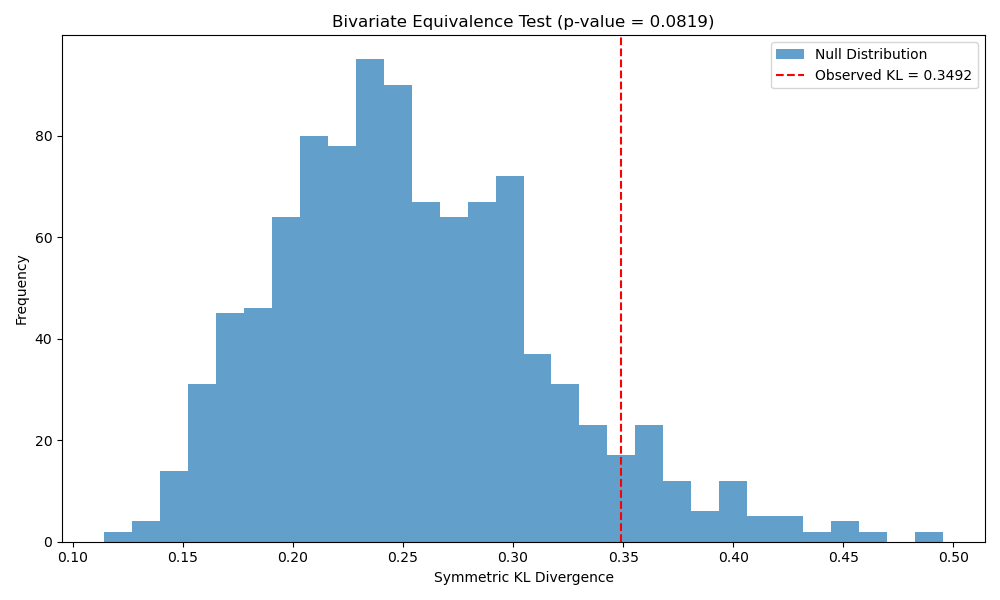 Bivariate Equivalence Test (p-value = 0.0819)
Null Distribution
Observed KL = 0.3492
Frequency
80
60
40
20
0
0.10 0.15 0.20 0.25 0.30 0.35 0.40 0.45 0.50
Symmetric KL Divergence